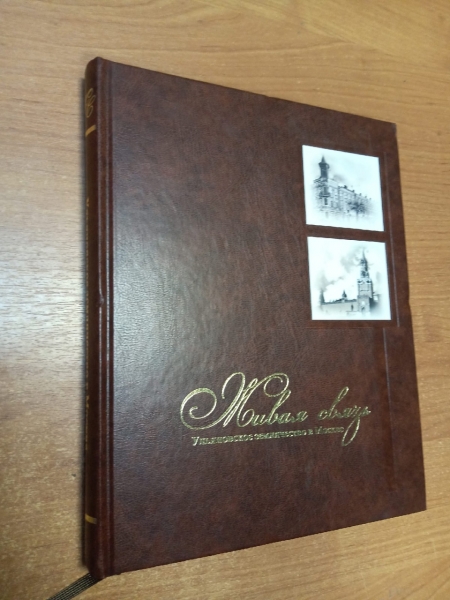 Живая связь
Ульяновское землячество в Москве